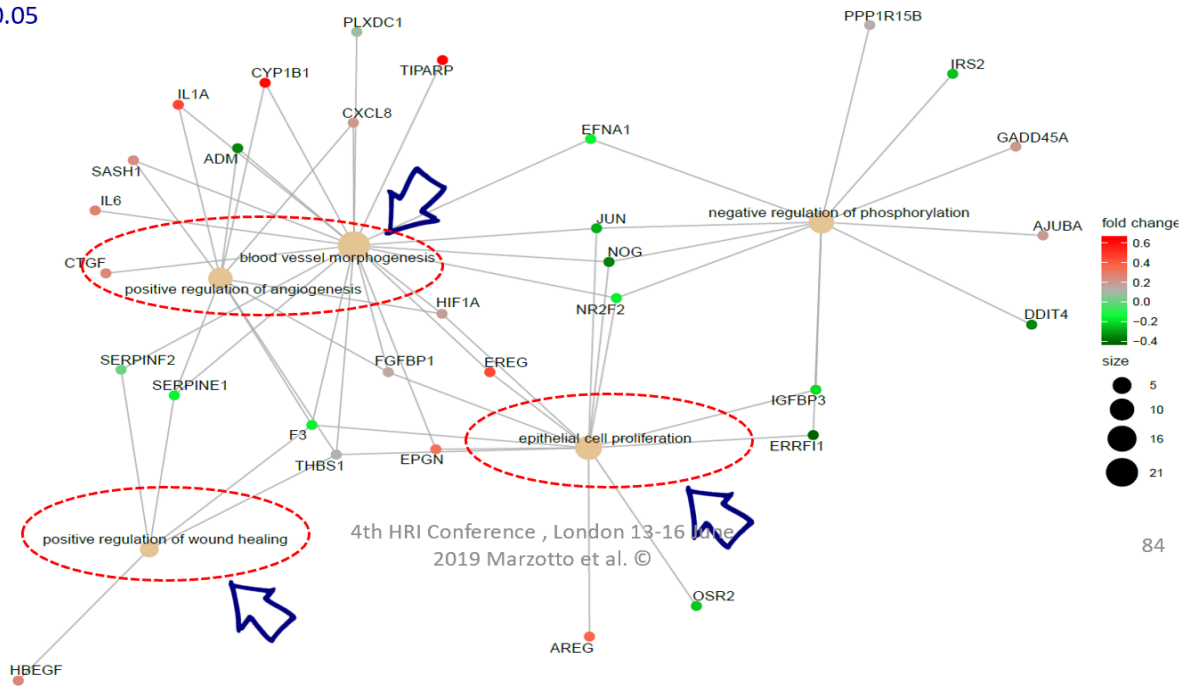 0.05
PLXDC1
PPP1R15B
TIPARP
CYP1B1
IRS2
IL1A
CXCL8
EFNA1
GADD45A
ADM
SASH1
IL6
JUN
negative regulation of phosphorylation
AJUBA
fold change
0.6
0.4
0.2
0.0
−0.2
−0.4
NOG
blood vessel morphogenesis
CTGF
positive regulation of angiogenesis
HIF1A
NR2F2
DDIT4
SERPINF2
FGFBP1
EREG
size
5
10
16
21
SERPINE1
IGFBP3
F3
epithelial cell proliferation
ERRFI1
THBS1
EPGN
positive regulation of wound healing
4th HRI Conference , London 13-16 June
2019 Marzotto et al. ©
84
OSR2
AREG
HBEGF